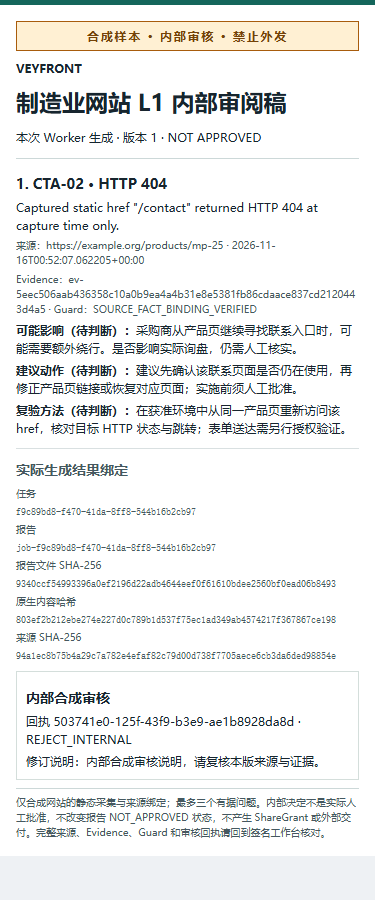 合成样本 • 内部审核 • 禁止外发
VEYFRONT
制造业网站 L1 内部审阅稿
本次 Worker 生成 · 版本 1 · NOT APPROVED
1. CTA-02 • HTTP 404
Captured static href "/contact" returned HTTP 404 at
capture time only.
来源：https://example.org/products/mp-25 · 2026-11-
16T00:52:07.062205+00:00
Evidence：ev-
5eec506aab436358c10a0b9ea4a4b31e8e5381fb86cdaace837cd212044
3d4a5 · Guard：SOURCE_FACT_BINDING_VERIFIED
可能影响（待判断）：采购商从产品页继续寻找联系入口时，可
能需要额外绕行。是否影响实际询盘，仍需人工核实。
建议动作（待判断）：建议先确认该联系页面是否仍在使用，再
修正产品页链接或恢复对应页面；实施前须人工批准。
复验方法（待判断）：在获准环境中从同一产品页重新访问该
href，核对目标 HTTP 状态与跳转；表单送达需另行授权验证。
实际生成结果绑定
任务
f9c89bd8-f470-41da-8ff8-544b16b2cb97
报告
job-f9c89bd8-f470-41da-8ff8-544b16b2cb97
报告文件 SHA-256
9340ccf54993396a0ef2196d22adb4644eef0f61610bdee2560bf0ead06b8493
原生内容哈希
803ef2b212ebe274e227d0c789b1d537f75ec1ad349ab4574217f367867ce198
来源 SHA-256
94a1ec8b75b4a29c7a782e4efaf82c79d00d738f7705aece6cb3da6ded98854e
内部合成审核
回执 503741e0-125f-43f9-b3e9-ae1b8928da8d ·
REJECT_INTERNAL
修订说明：内部合成审核说明，请复核本版来源与证据。
仅合成网站的静态采集与来源绑定；最多三个有据问题。内部决定不是实际人
工批准，不改变报告 NOT_APPROVED 状态，不产生 ShareGrant 或外部交
付。完整来源、Evidence、Guard 和审核回执请回到签名工作台核对。